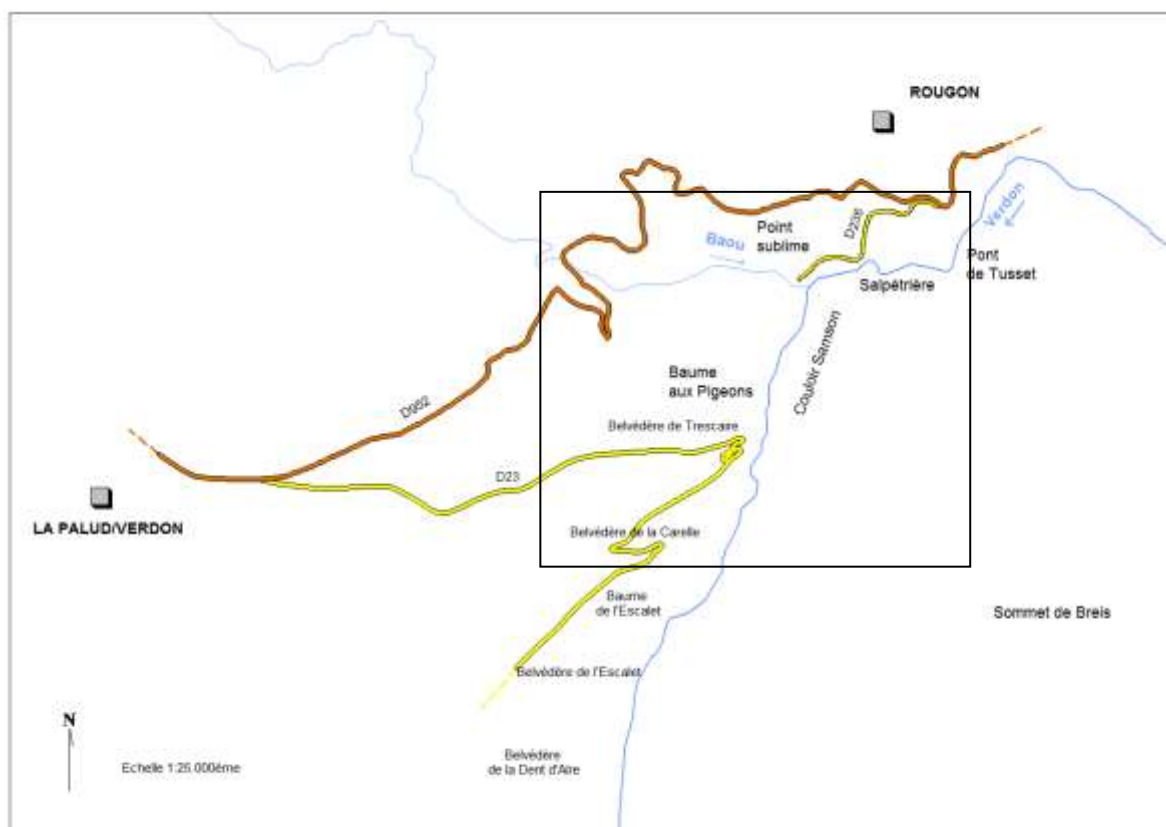 ROUGON
Verdon
D236
Point
sublime
Baou
Pont
de Tusset
Salpétrière
Couloir Samson
Baume
aux Pigeons
D952
Belvédère de Trescaire
D23
LA PALUD/VERDON
Belvédère de la Carelle
Baume
de l'Escalet
Sommet de Breis
Belvédère de l'Escalet
N
Echelle 1:25.000ème
Belvédère
de la Dent d'Aire